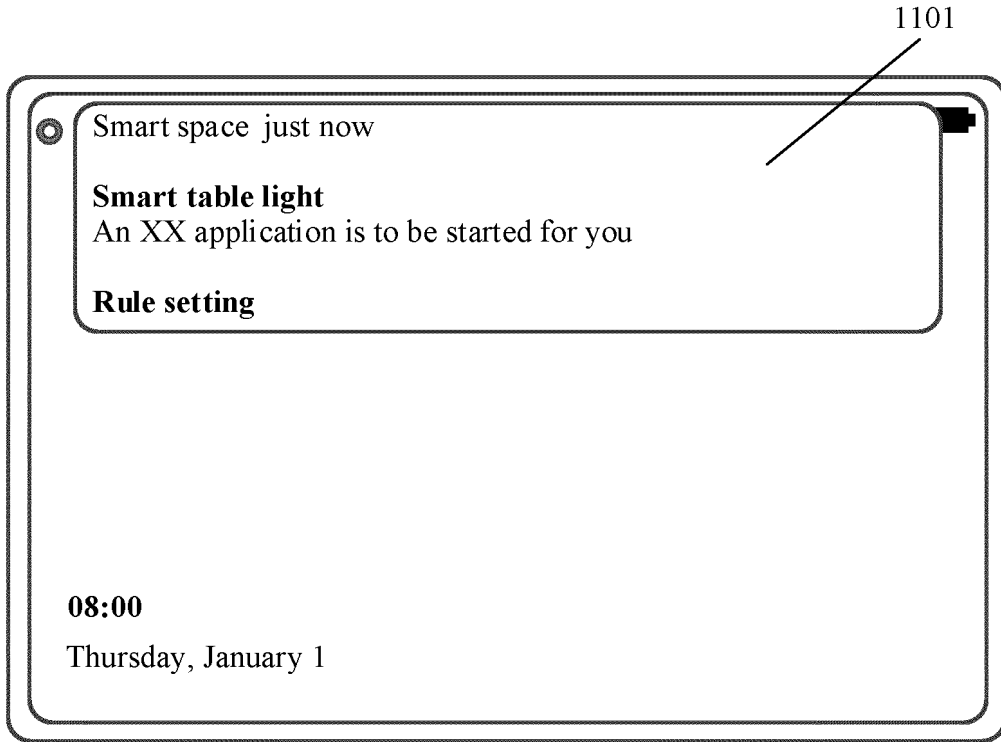 1101
Smart space just now
Smart table light
An XX application is to be started for you
Rule setting
08:00
Thursday, January 1